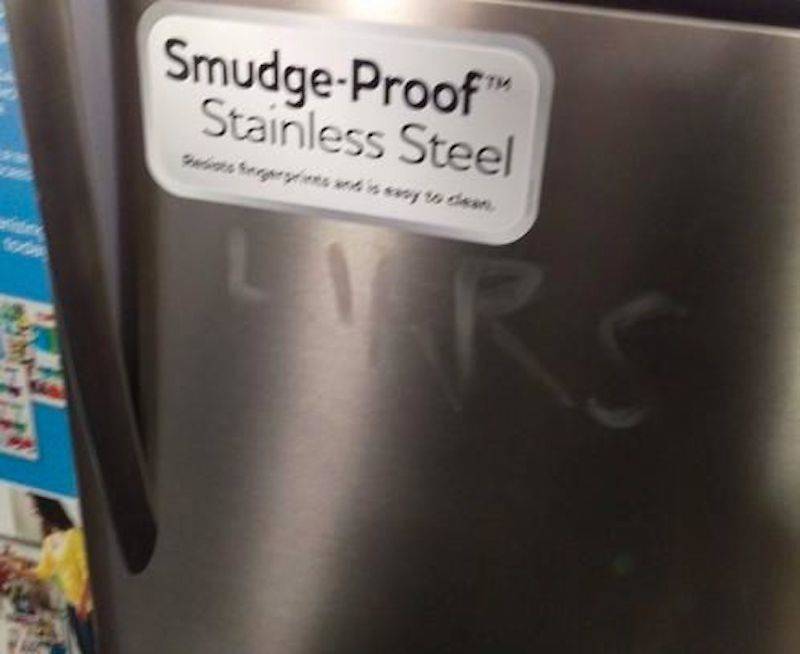 Smudge-Proof™
Stainless Steel
Resists fingerprints and is easy to clean.
LIARS